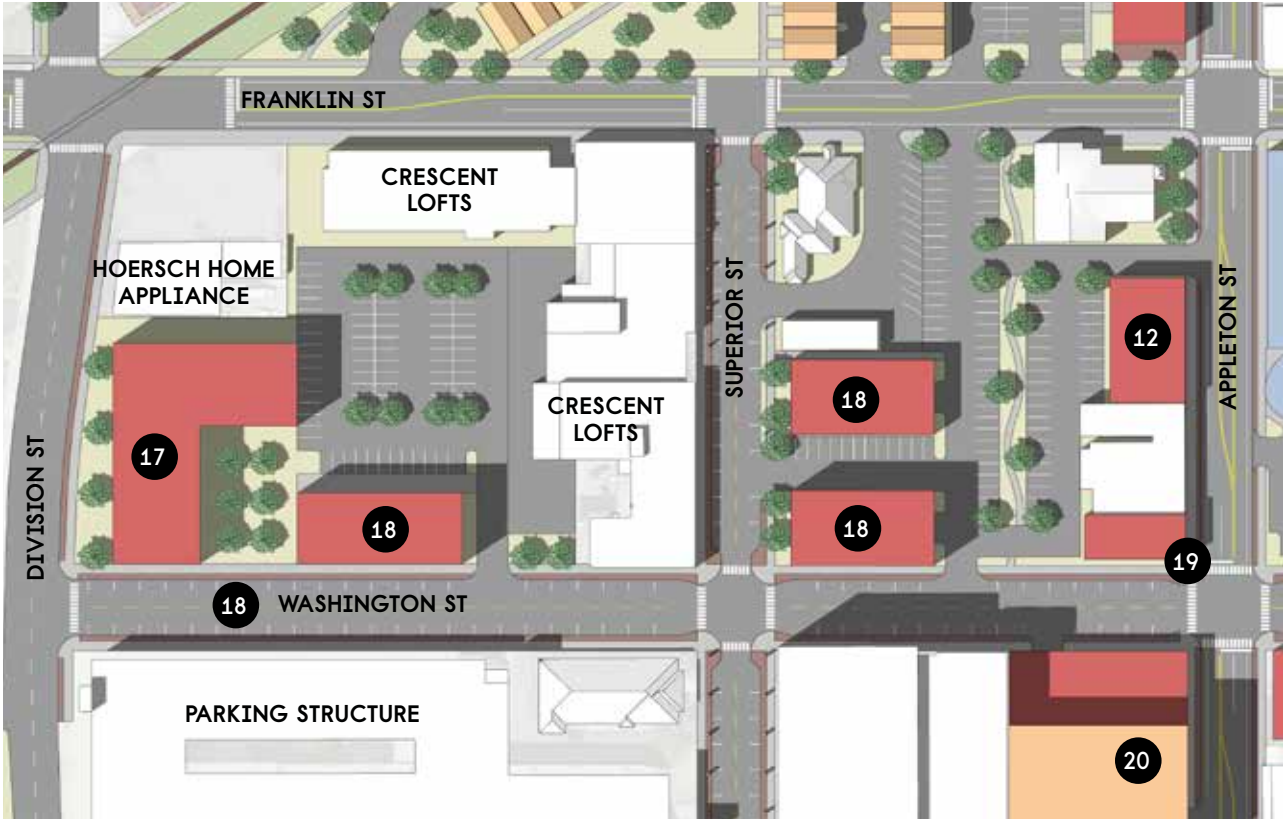 FRANKLIN ST
CRESCENT
LOFTS
HOERSCH HOME
APPLIANCE
SUPERIOR ST
APPLETON ST
12
CRESCENT
LOFTS
18
DIVISION ST
17
18
18
19
18
WASHINGTON ST
PARKING STRUCTURE
20